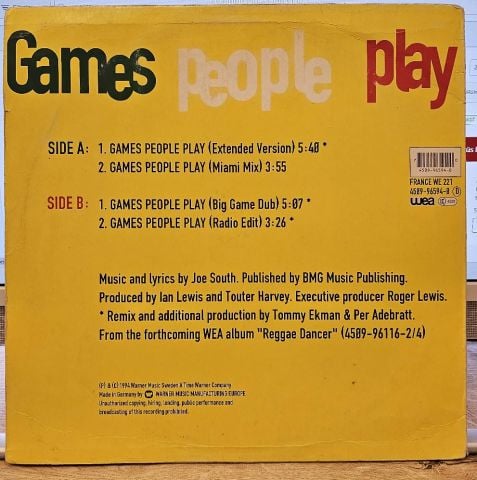 Games people play
SIDE A: 1. GAMES PEOPLE PLAY (Extended Version) 5:40 *
2. GAMES PEOPLE PLAY (Miami Mix) 3:55
SIDE B: 1. GAMES PEOPLE PLAY (Big Game Dub) 5:07 *
2. GAMES PEOPLE PLAY (Radio Edit) 3:26 *
4509-96594-0
FRANCE WE 221
4509-96594-0 D
wea
Music and lyrics by Joe South. Published by BMG Music Publishing.
Produced by Ian Lewis and Touter Harvey. Executive producer Roger Lewis.
* Remix and additional production by Tommy Ekman & Per Adebratt.
From the forthcoming WEA album "Reggae Dancer" (4509-96116-2/4)
(P) & (C) 1994 Warner Music Sweden A Time Warner Company
Made in Germany by WARNER MUSIC MANUFACTURING EUROPE
Unauthorised copying, hiring, lending, public performance and
broadcasting of this recording prohibited.